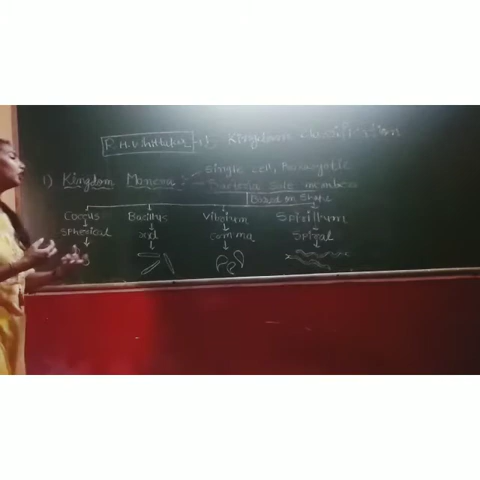 R.H. Whittaker → 5 Kingdom Classification
1) Kingdom Monera → Single cell, Prokaryotic
Bacteria Sole members
Based on Shape
Coccus Bacillus Vibrium Spirillum
Spherical rod comma Spiral